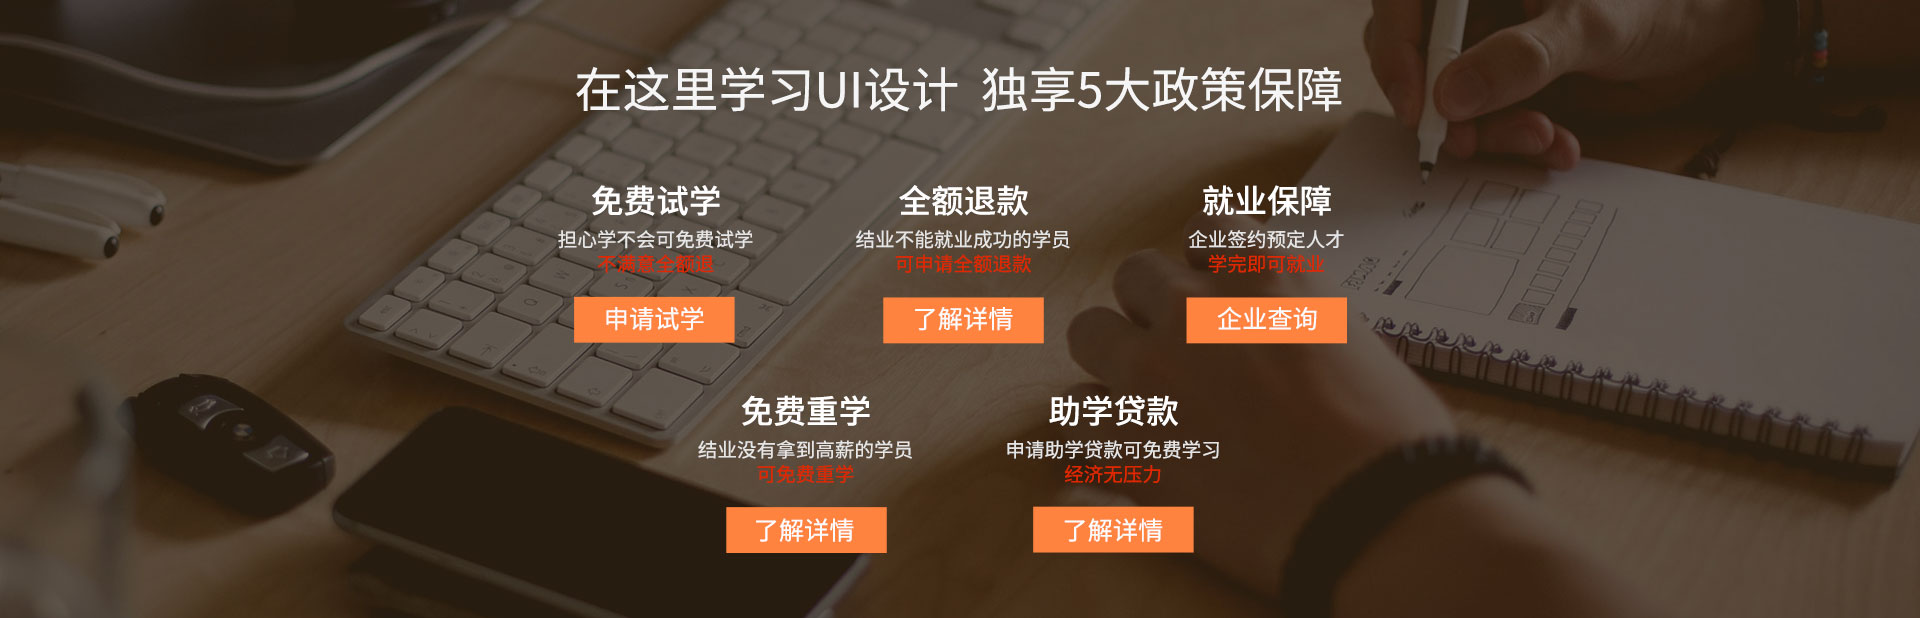 在这里学习UI设计 独享5大政策保障
免费试学
担心学不会可免费试学
不满意全额退
申请试学
全额退款
结业不能就业成功的学员
可申请全额退款
了解详情
就业保障
企业签约预定人才
学完即可就业
企业查询
免费重学
结业没有拿到高薪的学员
可免费重学
了解详情
助学贷款
申请助学贷款可免费学习
经济无压力
了解详情